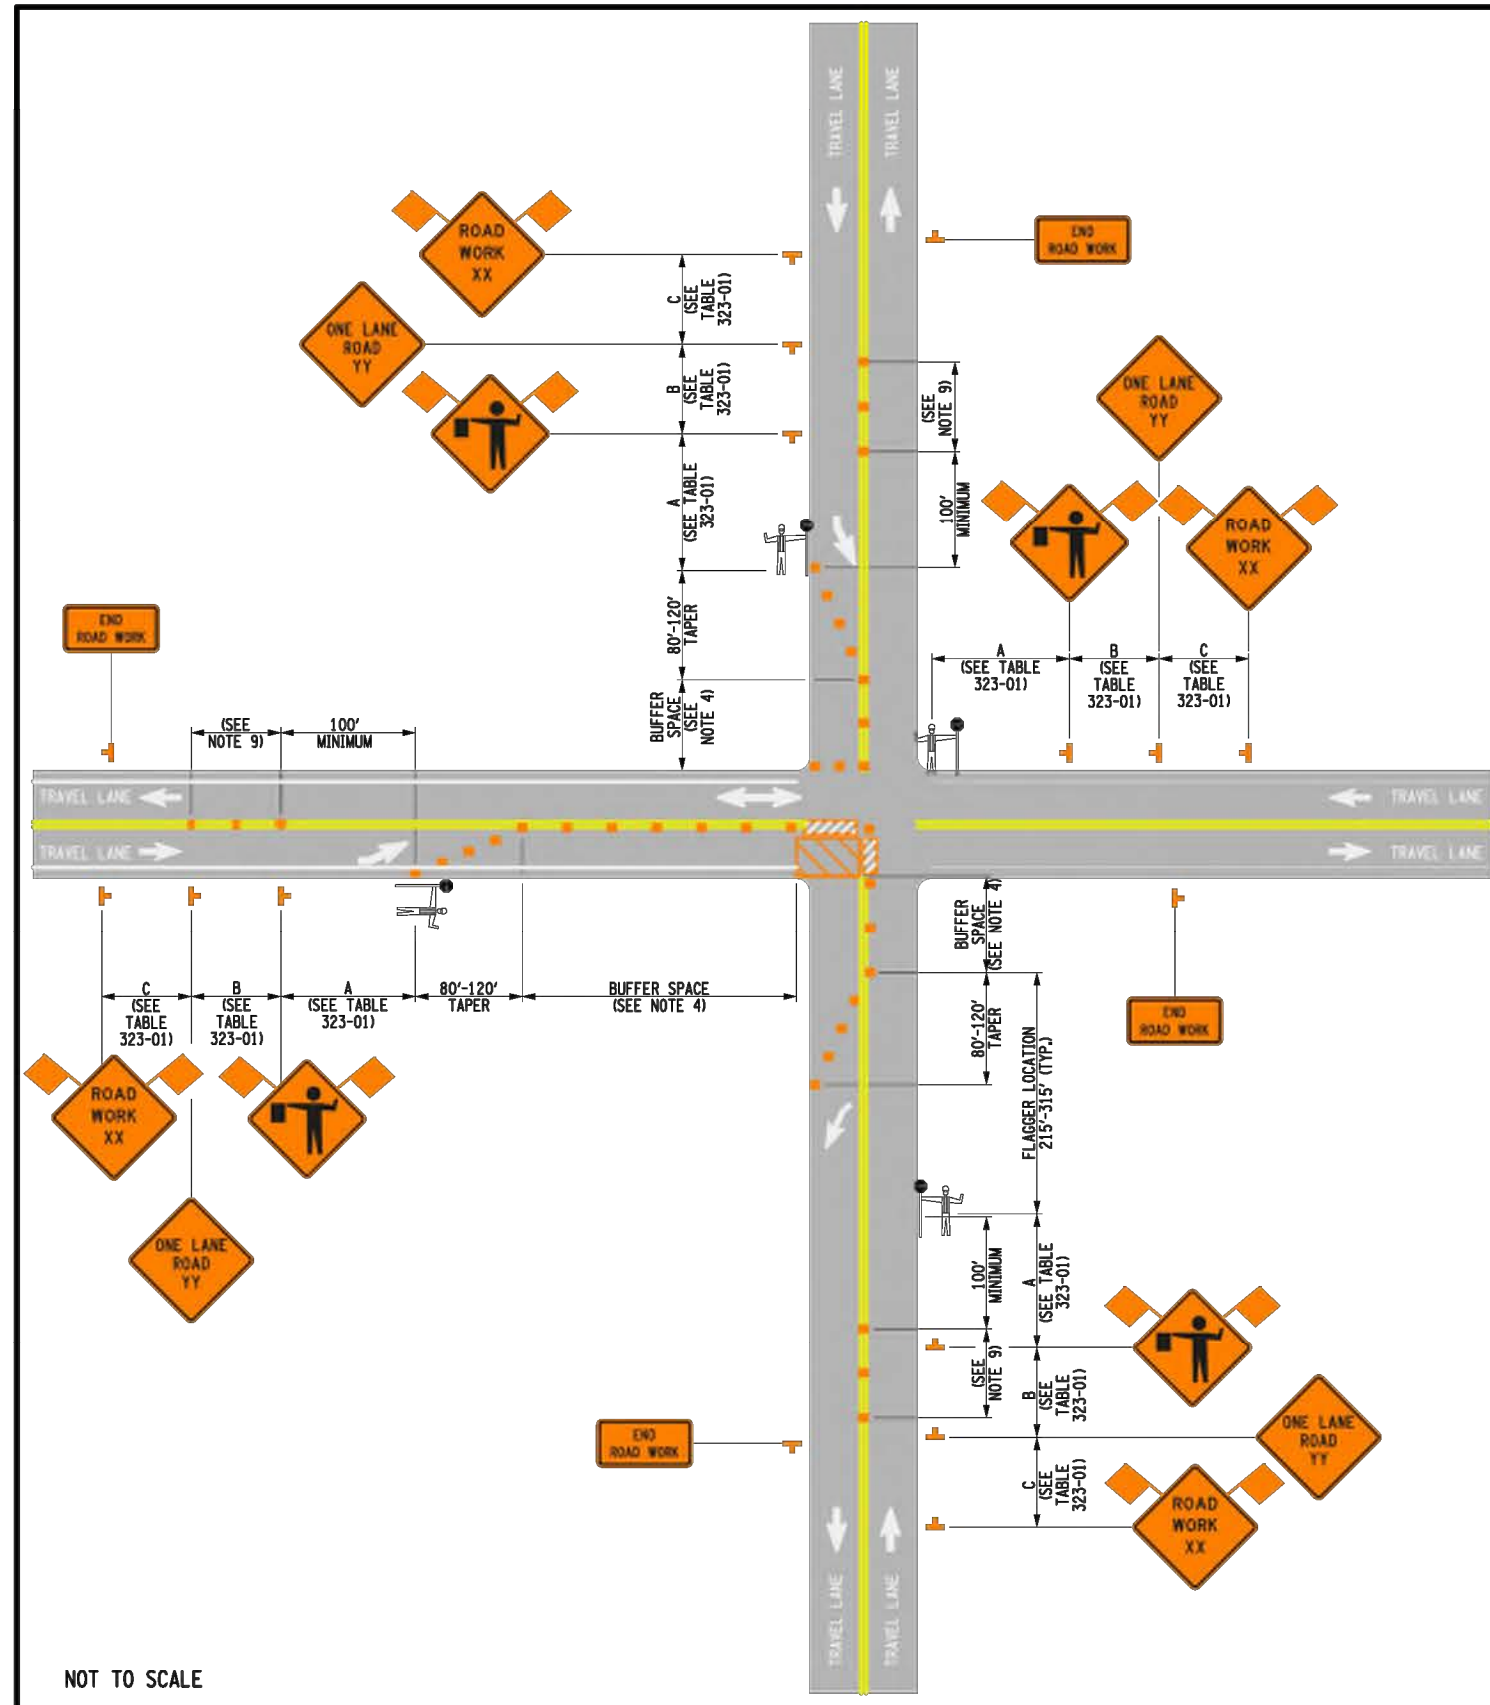 TRAVEL LANE
TRAVEL LANE
ROAD
WORK
XX
END
ROAD WORK
C
(SEE
TABLE
323-01)
ONE LANE
ROAD
YY
B
(SEE
TABLE
323-01)
(SEE
NOTE 9)
ONE LANE
ROAD
YY
A
(SEE TABLE
323-01)
100'
MINIMUM
ROAD
WORK
XX
END
ROAD WORK
80'-120'
TAPER
A
(SEE TABLE
323-01)
B
(SEE
TABLE
323-01)
C
(SEE
TABLE
323-01)
BUFFER
SPACE
(SEE
NOTE 4)
(SEE
NOTE 9)
100'
MINIMUM
TRAVEL LANE
TRAVEL LANE
TRAVEL LANE
TRAVEL LANE
BUFFER
SPACE
(SEE NOTE 4)
C
(SEE
TABLE
323-01)
B
(SEE
TABLE
323-01)
A
(SEE TABLE
323-01)
80'-120'
TAPER
BUFFER SPACE
(SEE NOTE 4)
80'-120'
TAPER
FLAGGER LOCATION
215'-315' (TYP.)
END
ROAD WORK
ROAD
WORK
XX
ONE LANE
ROAD
YY
100'
MINIMUM
A
(SEE TABLE
323-01)
(SEE
NOTE 9)
B
(SEE
TABLE
323-01)
END
ROAD WORK
ONE LANE
ROAD
YY
C
(SEE
TABLE
323-01)
ROAD
WORK
XX
TRAVEL LANE
TRAVEL LANE
NOT TO SCALE